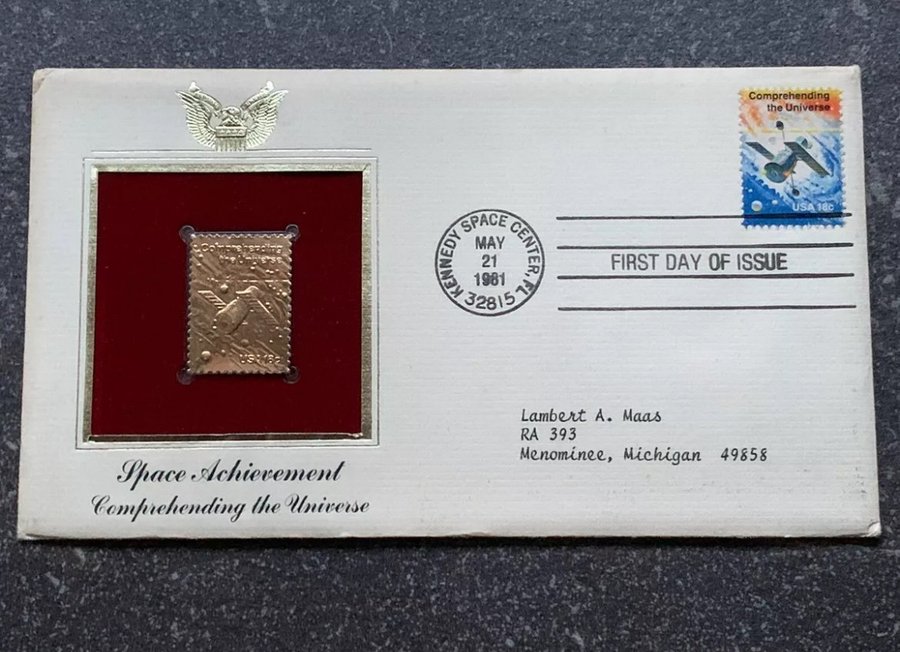 Comprehending
the Universe
USA 18c
KENNEDY SPACE CENTER, FL
MAY
21
1981
32815
FIRST DAY OF ISSUE
Comprehending
the Universe
USA 18c
Lambert A. Maas
RA 393
Menominee, Michigan 49858
Space Achievement
Comprehending the Universe